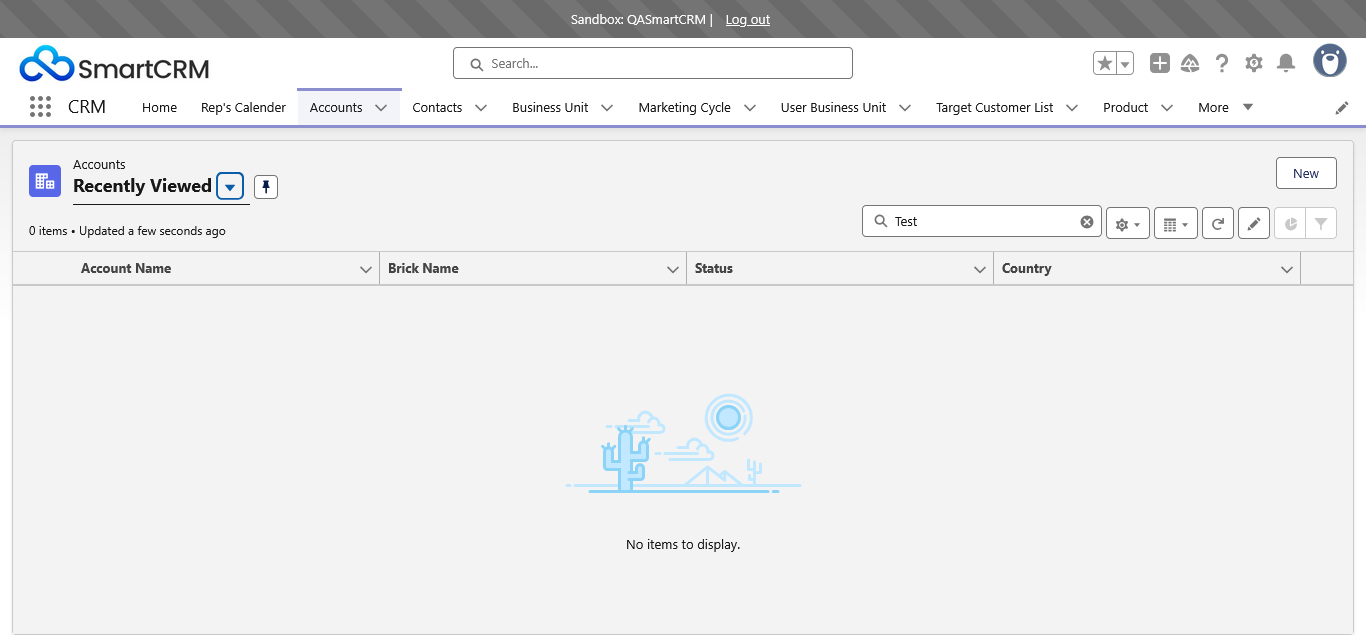 Sandbox: QASmartCRM | Log out
SmartCRM
Search...
CRM Home Rep's Calender Accounts Contacts Business Unit Marketing Cycle User Business Unit Target Customer List Product More
Accounts
Recently Viewed
New
0 items • Updated a few seconds ago
Test
Account Name Brick Name Status Country
No items to display.